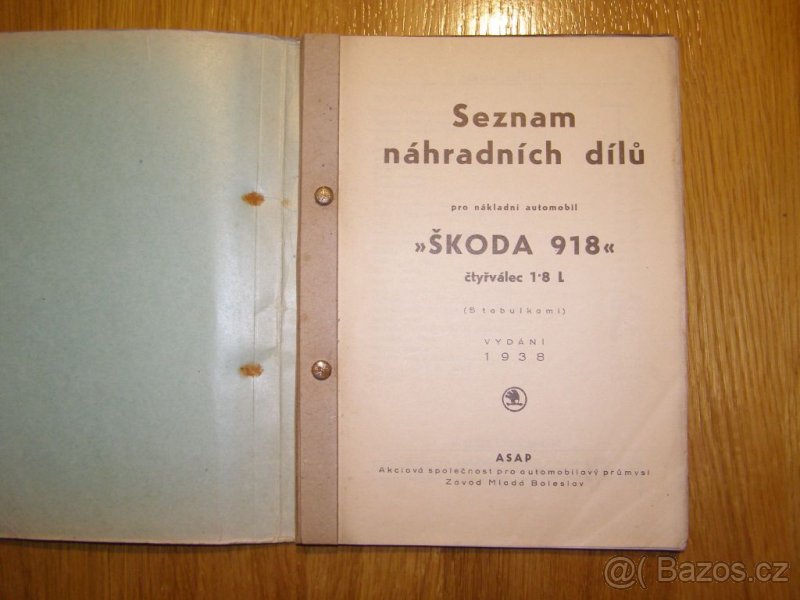 Seznam
náhradních dílů
pro nákladní automobil
»ŠKODA 918«
čtyřválec 1·8 L
(S tabulkami)
VYDÁNÍ
1938
ASAP
Akciová společnost pro automobilový průmysl
Závod Mladá Boleslav
@( Bazos.cz